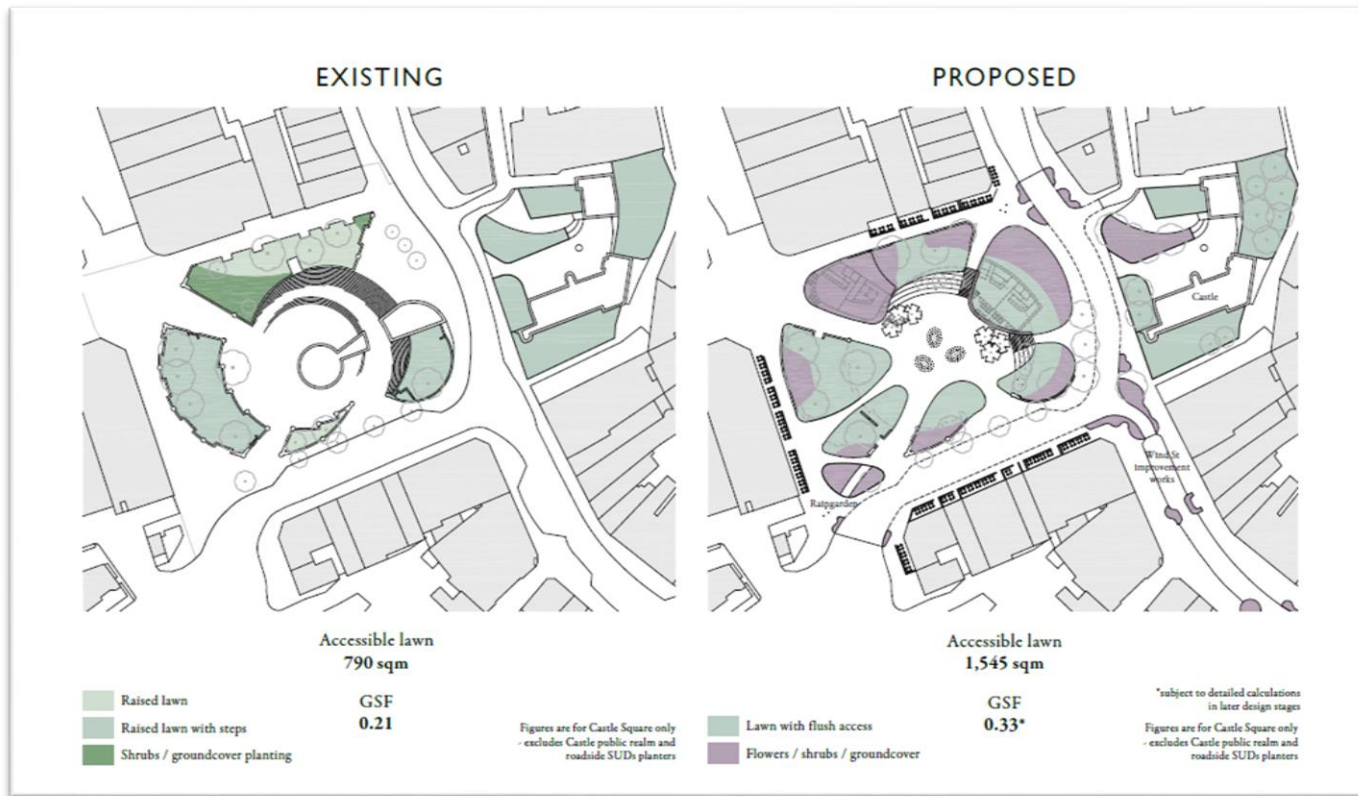 EXISTING
PROPOSED
Castle
Wind St
improvement
works
Ratngarden
Accessible lawn
790 sqm
Accessible lawn
1,545 sqm
Raised lawn
Raised lawn with steps
Shrubs / groundcover planting
GSF
0.21
Figures are for Castle Square only
- excludes Castle public realm and
roadside SUDs planters
Lawn with flush access
Flowers / shrubs / groundcover
GSF
0.33*
*subject to detailed calculations
in later design stages
Figures are for Castle Square only
- excludes Castle public realm and
roadside SUDs planters